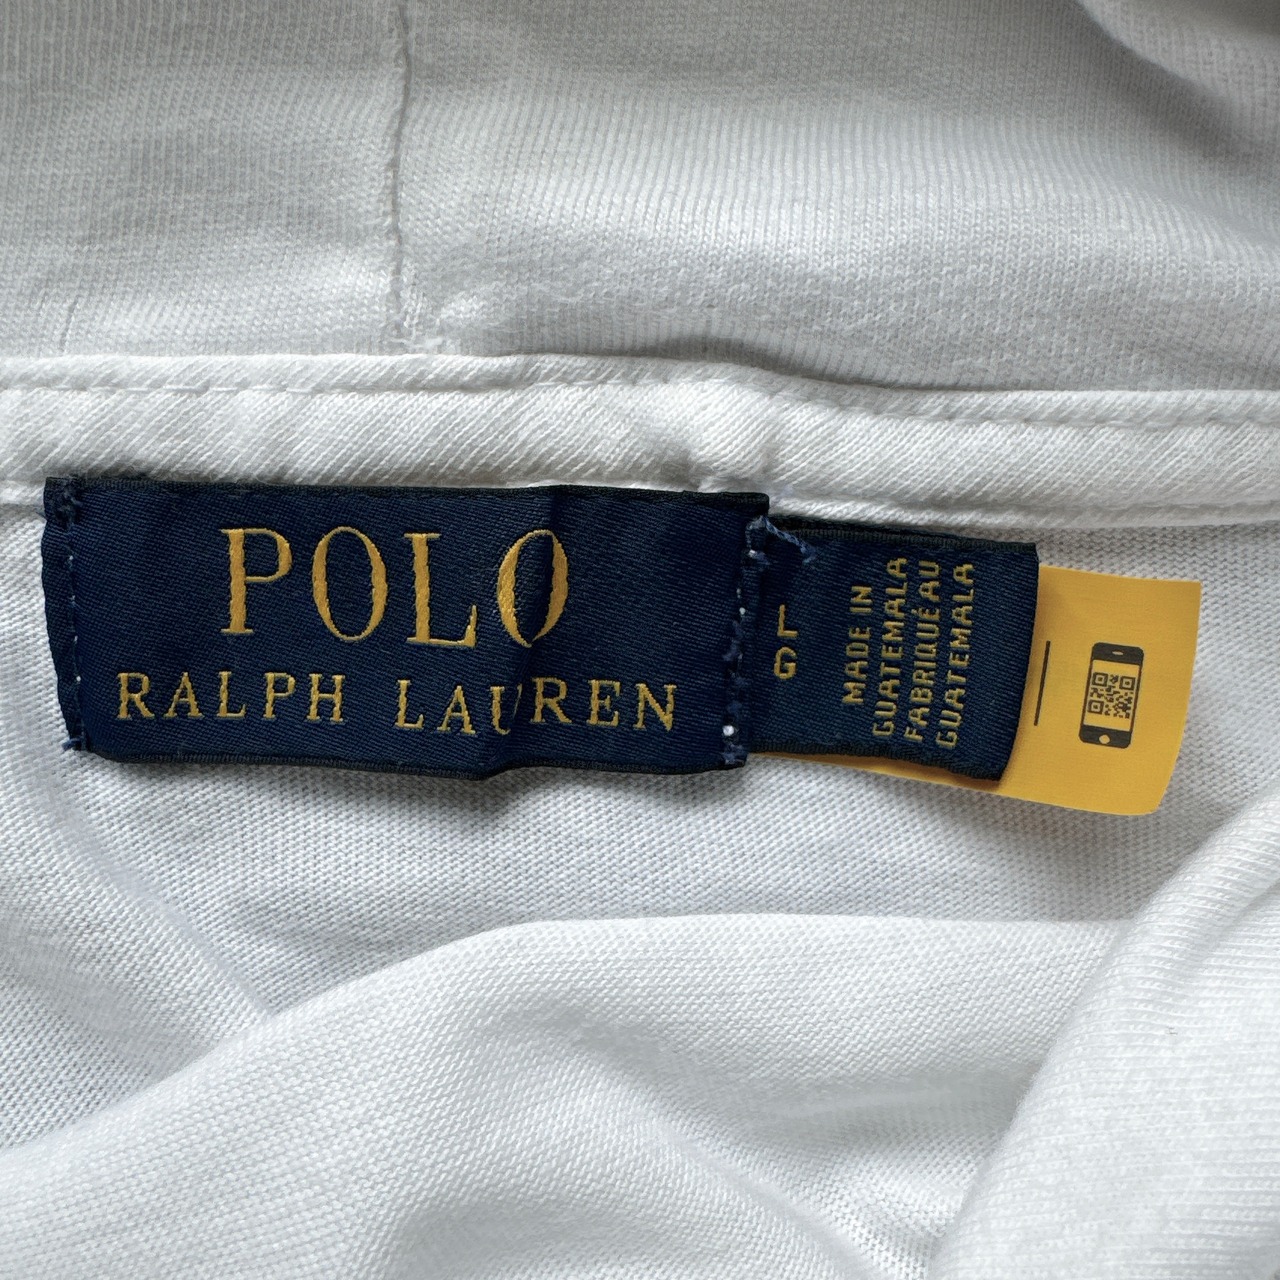 POLO
RALPH LAUREN
L
G
MADE IN
GUATEMALA
FABRIQUÉ AU
GUATEMALA